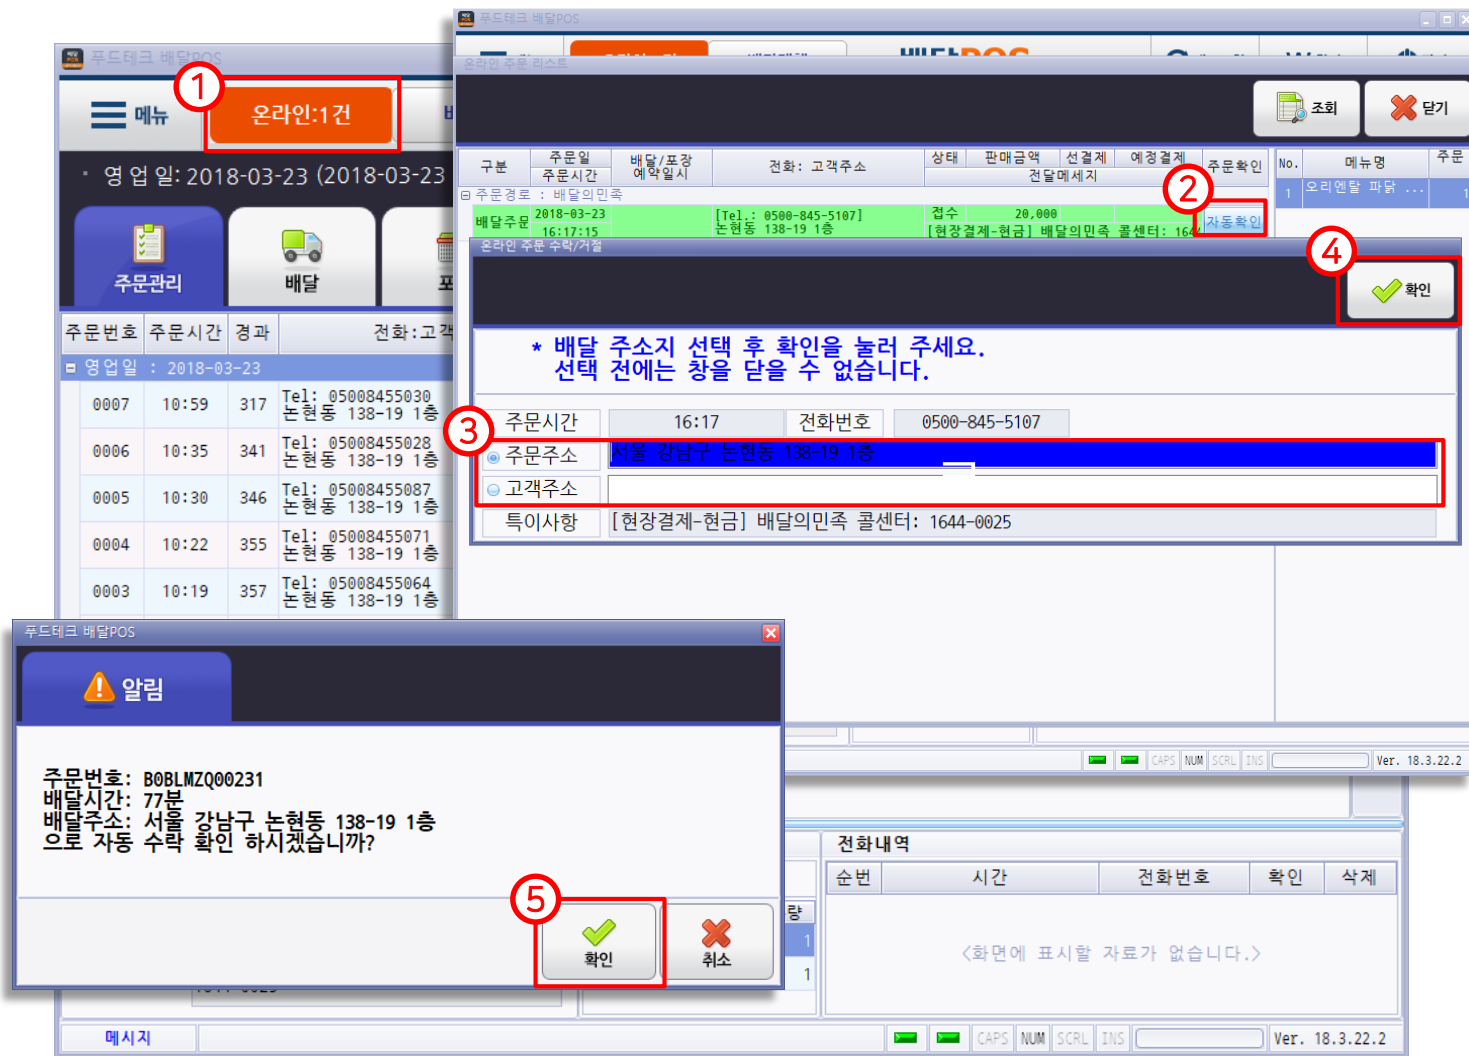 푸드테크 배달POS
_ □ X
푸드테크 배달POS
온라인 주문 리스트
1
메뉴
온라인:1건
조회
닫기
영업일: 2018-03-23 (2018-03-23
구분
주문일
주문시간
배달/포장
예약일시
전화: 고객주소
상태
판매금액
선결제
예정결제
전달메세지
주문확인
No.
메뉴명
주문
주문경로 : 배달의민족
2
1
오리엔탈 파닭 ...
1
배달주문
2018-03-23
16:17:15
[Tel.: 0500-845-5107]
논현동 138-19 1층
접수
20,000
[현장결제-현금] 배달의민족 콜센터: 164
자동확인
주문관리
배달
포
온라인 주문 수락/거절
4
확인
* 배달 주소지 선택 후 확인을 눌러 주세요.
선택 전에는 창을 닫을 수 없습니다.
주문번호
주문시간
경과
전화:고객
영업일 : 2018-03-23
0007 10:59 317 Tel: 05008455030
논현동 138-19 1층
0006 10:35 341 Tel: 05008455028
논현동 138-19 1층
0005 10:30 346 Tel: 05008455087
논현동 138-19 1층
0004 10:22 355 Tel: 05008455071
논현동 138-19 1층
0003 10:19 357 Tel: 05008455064
논현동 138-19 1층
주문시간
16:17
전화번호
0500-845-5107
3
주문주소
서울 강남구 논현동 138-19 1층
고객주소
특이사항
[현장결제-현금] 배달의민족 콜센터: 1644-0025
푸드테크 배달POS
알림
CAPS NUM SCRL INS
Ver. 18.3.22.2
주문번호: B0BLMZQ00231
배달시간: 77분
배달주소: 서울 강남구 논현동 138-19 1층
으로 자동 수락 확인 하시겠습니까?
5
확인
취소
전화내역
순번
시간
전화번호
확인
삭제
량
1
1
<화면에 표시할 자료가 없습니다.>
메시지
CAPS NUM SCRL INS
Ver. 18.3.22.2